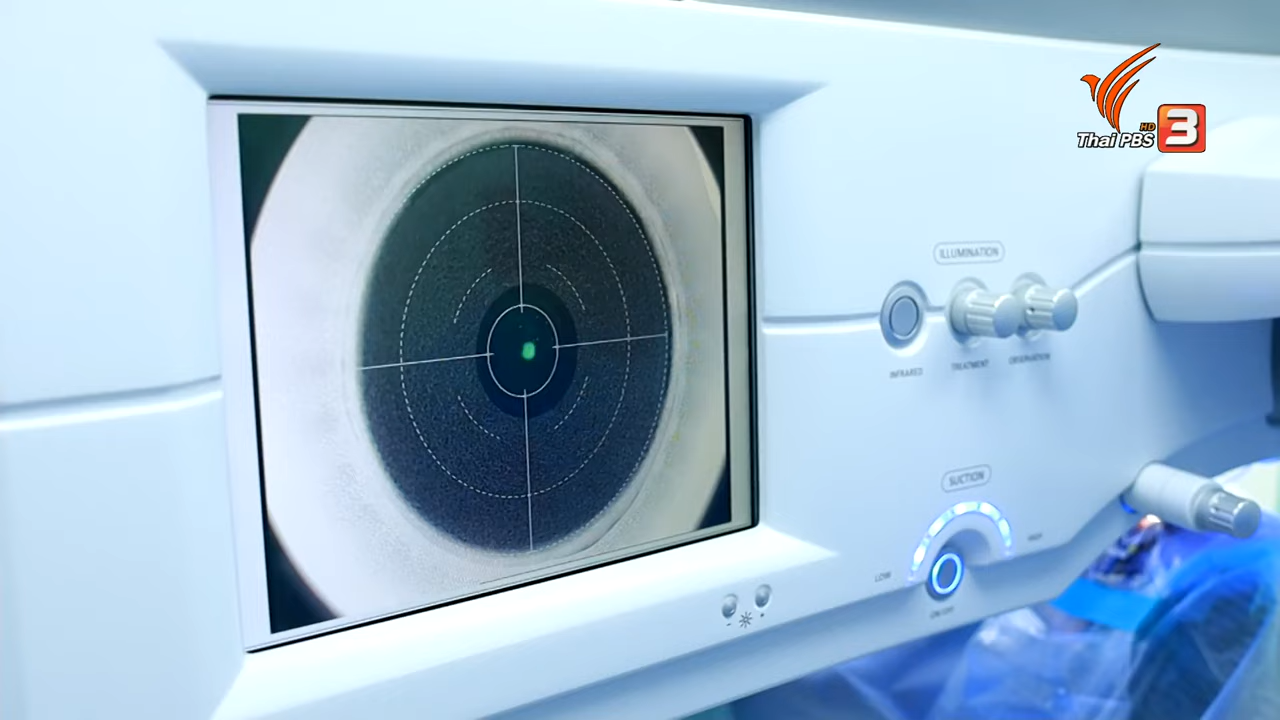 HD
Thai PBS 3
ILLUMINATION
INFRARED
TREATMENT
OBSERVATION
SUCTION
LOW
HIGH
ON/OFF